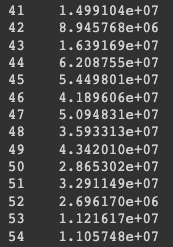 41 1.499104e+07
42 8.945768e+06
43 1.639169e+07
44 6.208755e+07
45 5.449801e+07
46 4.189606e+07
47 5.094831e+07
48 3.593313e+07
49 4.342010e+07
50 2.865302e+07
51 3.291149e+07
52 2.696170e+06
53 1.121617e+07
54 1.105748e+07